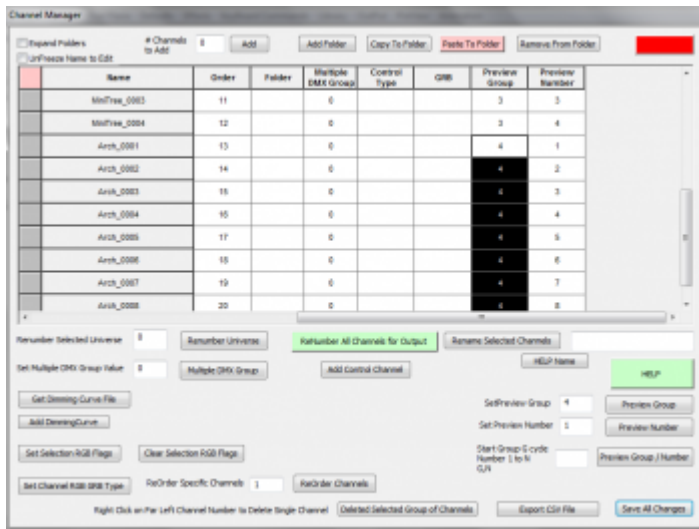 Channel Manager
Expand Folders
# Channels to Add 0 Add Add Folder Copy To Folder Paste To Folder Remove From Folder
UnFreeze Name to Edit
Name Order Folder Multiple DMX Group Control Type GRB Preview Group Preview Number
MiniTree_0003 11 0 3 3
MiniTree_0004 12 0 3 4
Arch_0001 13 0 4 1
Arch_0002 14 0 4 2
Arch_0003 15 0 4 3
Arch_0004 16 0 4 4
Arch_0005 17 0 4 5
Arch_0006 18 0 4 6
Arch_0007 19 0 4 7
Arch_0008 20 0 4 8
Renumber Selected Universe 0 Renumber Universe ReNumber All Channels for Output Rename Selected Channels
HELP Name
Set Multiple DMX Group Value 0 Multiple DMX Group Add Control Channel HELP
Get Dimming Curve File
SetPreview Group 4 Preview Group
Add DimmingCurve
Set Preview Number 1 Preview Number
Set Selection RGB Flags Clear Selection RGB Flags
Start Group G cycle Number 1 to N G/N Preview Group / Number
Set Channel RGB GRB Type ReOrder Specific Channels 1 ReOrder Channels
Right Click on Far Left Channel Number to Delete Single Channel Deleted Selected Group of Channels Export CSV File Save All Changes